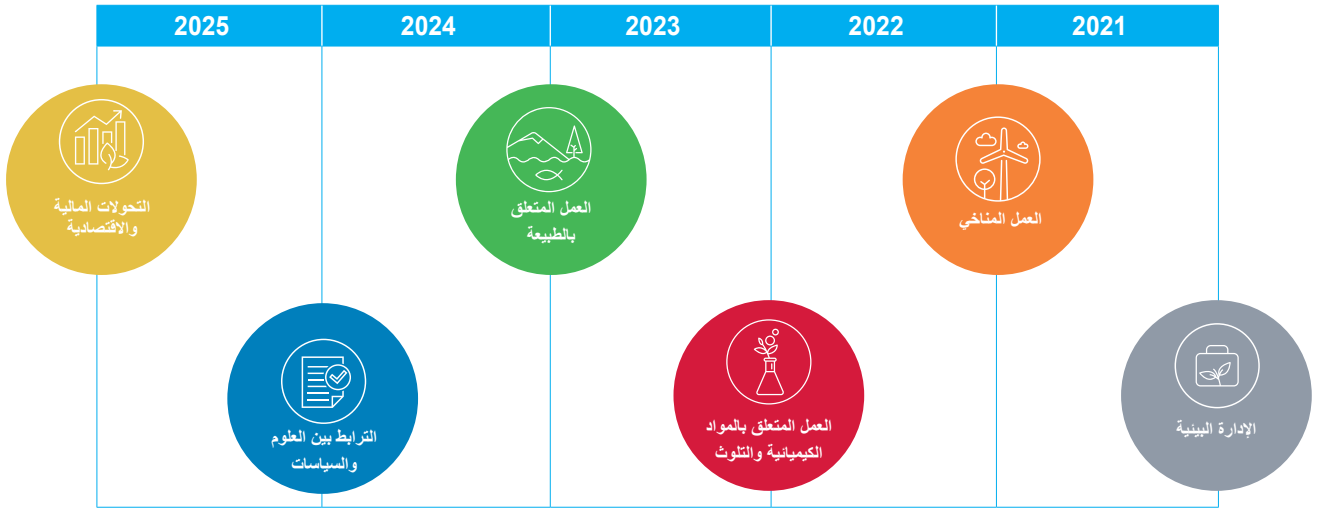 2021
2022
2023
2024
2025
العمل المناخي
العمل المتعلق
بالطبيعة
التحولات المالية
والاقتصادية
الإدارة البيئية
العمل المتعلق بالمواد
الكيميائية والتلوث
الترابط بين العلوم
والسياسات